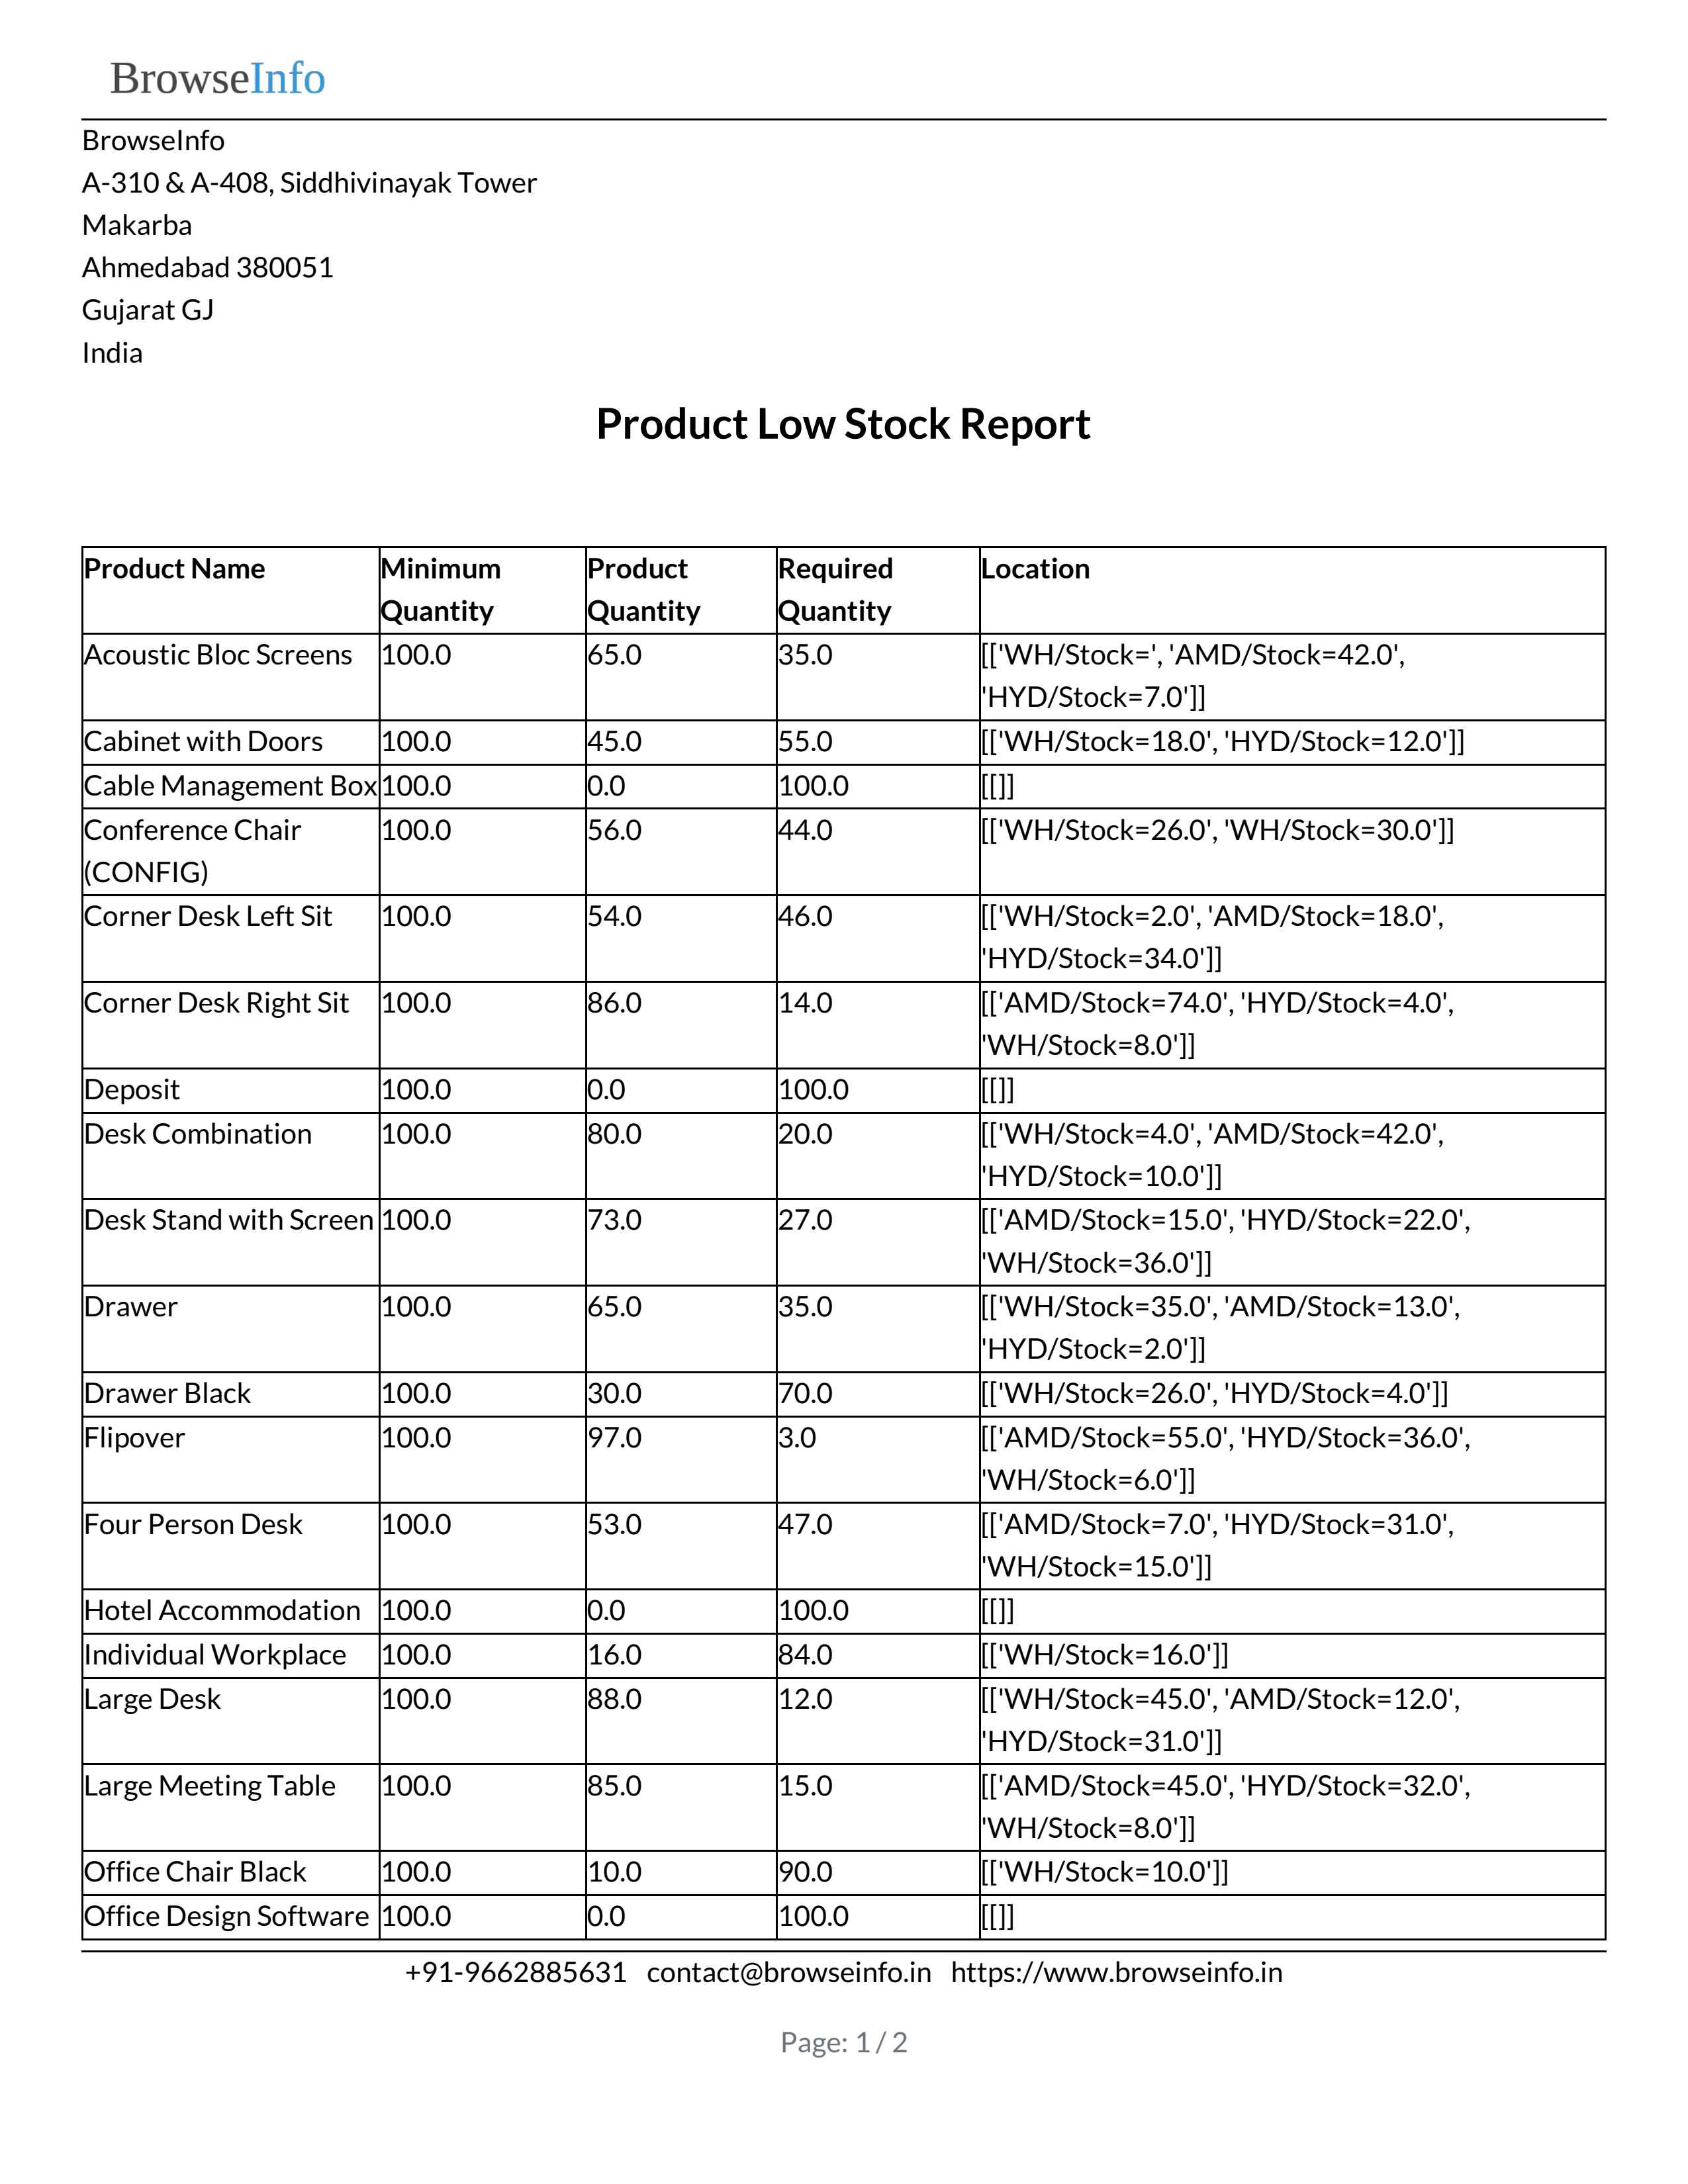 BrowseInfo
BrowseInfo
A-310 & A-408, Siddhivinayak Tower
Makarba
Ahmedabad 380051
Gujarat GJ
India
Product Low Stock Report
Product Name Minimum Quantity Product Quantity Required Quantity Location
Acoustic Bloc Screens 100.0 65.0 35.0 [['WH/Stock=', 'AMD/Stock=42.0',
'HYD/Stock=7.0']]
Cabinet with Doors 100.0 45.0 55.0 [['WH/Stock=18.0', 'HYD/Stock=12.0']]
Cable Management Box 100.0 0.0 100.0 [[]]
Conference Chair (CONFIG) 100.0 56.0 44.0 [['WH/Stock=26.0', 'WH/Stock=30.0']]
Corner Desk Left Sit 100.0 54.0 46.0 [['WH/Stock=2.0', 'AMD/Stock=18.0',
'HYD/Stock=34.0']]
Corner Desk Right Sit 100.0 86.0 14.0 [['AMD/Stock=74.0', 'HYD/Stock=4.0',
'WH/Stock=8.0']]
Deposit 100.0 0.0 100.0 [[]]
Desk Combination 100.0 80.0 20.0 [['WH/Stock=4.0', 'AMD/Stock=42.0',
'HYD/Stock=10.0']]
Desk Stand with Screen 100.0 73.0 27.0 [['AMD/Stock=15.0', 'HYD/Stock=22.0',
'WH/Stock=36.0']]
Drawer 100.0 65.0 35.0 [['WH/Stock=35.0', 'AMD/Stock=13.0',
'HYD/Stock=2.0']]
Drawer Black 100.0 30.0 70.0 [['WH/Stock=26.0', 'HYD/Stock=4.0']]
Flipover 100.0 97.0 3.0 [['AMD/Stock=55.0', 'HYD/Stock=36.0',
'WH/Stock=6.0']]
Four Person Desk 100.0 53.0 47.0 [['AMD/Stock=7.0', 'HYD/Stock=31.0',
'WH/Stock=15.0']]
Hotel Accommodation 100.0 0.0 100.0 [[]]
Individual Workplace 100.0 16.0 84.0 [['WH/Stock=16.0']]
Large Desk 100.0 88.0 12.0 [['WH/Stock=45.0', 'AMD/Stock=12.0',
'HYD/Stock=31.0']]
Large Meeting Table 100.0 85.0 15.0 [['AMD/Stock=45.0', 'HYD/Stock=32.0',
'WH/Stock=8.0']]
Office Chair Black 100.0 10.0 90.0 [['WH/Stock=10.0']]
Office Design Software 100.0 0.0 100.0 [[]]
+91-9662885631 contact@browseinfo.in https://www.browseinfo.in
Page: 1 / 2